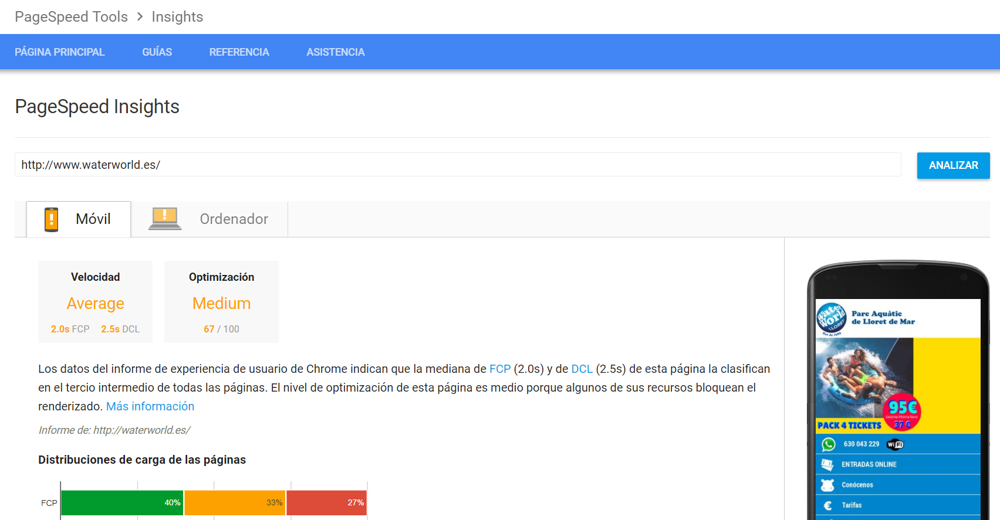 PageSpeed Tools > Insights
PÁGINA PRINCIPAL GUÍAS REFERENCIA ASISTENCIA
PageSpeed Insights
http://www.waterworld.es/
ANALIZAR
Móvil Ordenador
Velocidad
Average
2.0s FCP 2.5s DCL
Optimización
Medium
67 / 100
Los datos del informe de experiencia de usuario de Chrome indican que la mediana de FCP (2.0s) y de DCL (2.5s) de esta página la clasifican
en el tercio intermedio de todas las páginas. El nivel de optimización de esta página es medio porque algunos de sus recursos bloquean el
renderizado. Más información
Informe de: http://waterworld.es/
Distribuciones de carga de las páginas
FCP 40% 33% 27%
Water
World
LLORET
Parc Aquàtic
de Lloret de Mar
95€
37 €
PACK 4 TICKETS
630 043 229 WiFi
ENTRADAS ONLINE
Conócenos
€ Tarifas